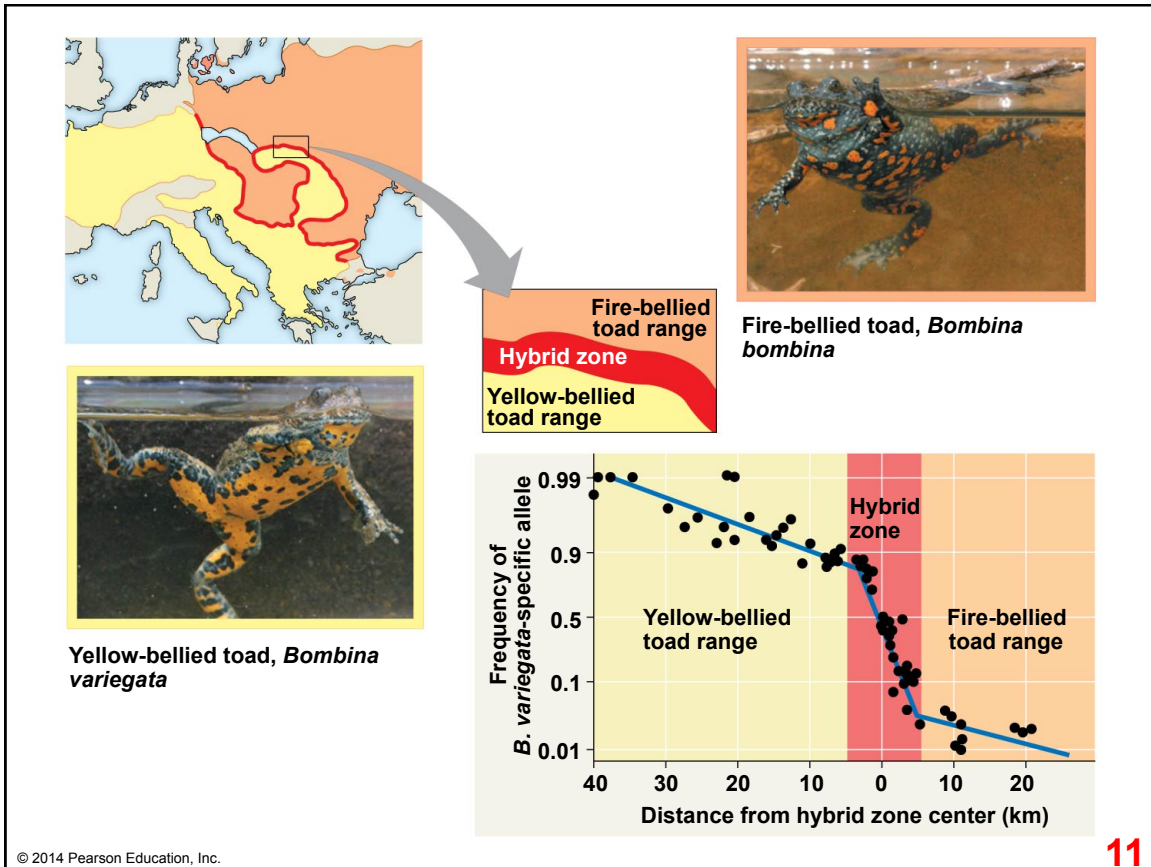 Fire-bellied
toad range
Hybrid zone
Yellow-bellied
toad range
Fire-bellied toad, Bombina
bombina
Yellow-bellied toad, Bombina
variegata
Frequency of
B. variegata-specific allele
0.99
0.9
0.5
0.1
0.01
Hybrid
zone
Yellow-bellied
toad range
Fire-bellied
toad range
40 30 20 10 0 10 20
Distance from hybrid zone center (km)
© 2014 Pearson Education, Inc.
11